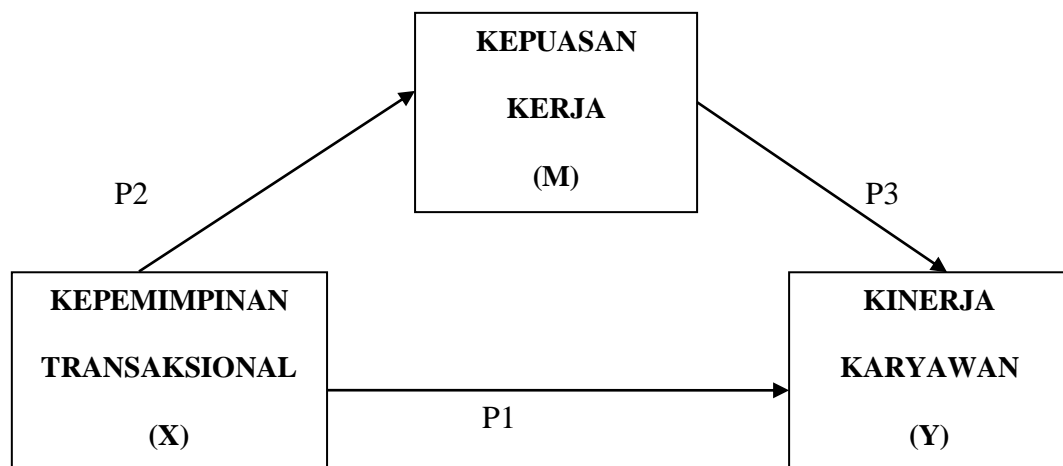 KEPUASAN
KERJA
(M)
P2
P3
KEPEMIMPINAN
TRANSAKSIONAL
(X)
P1
KINERJA
KARYAWAN
(Y)